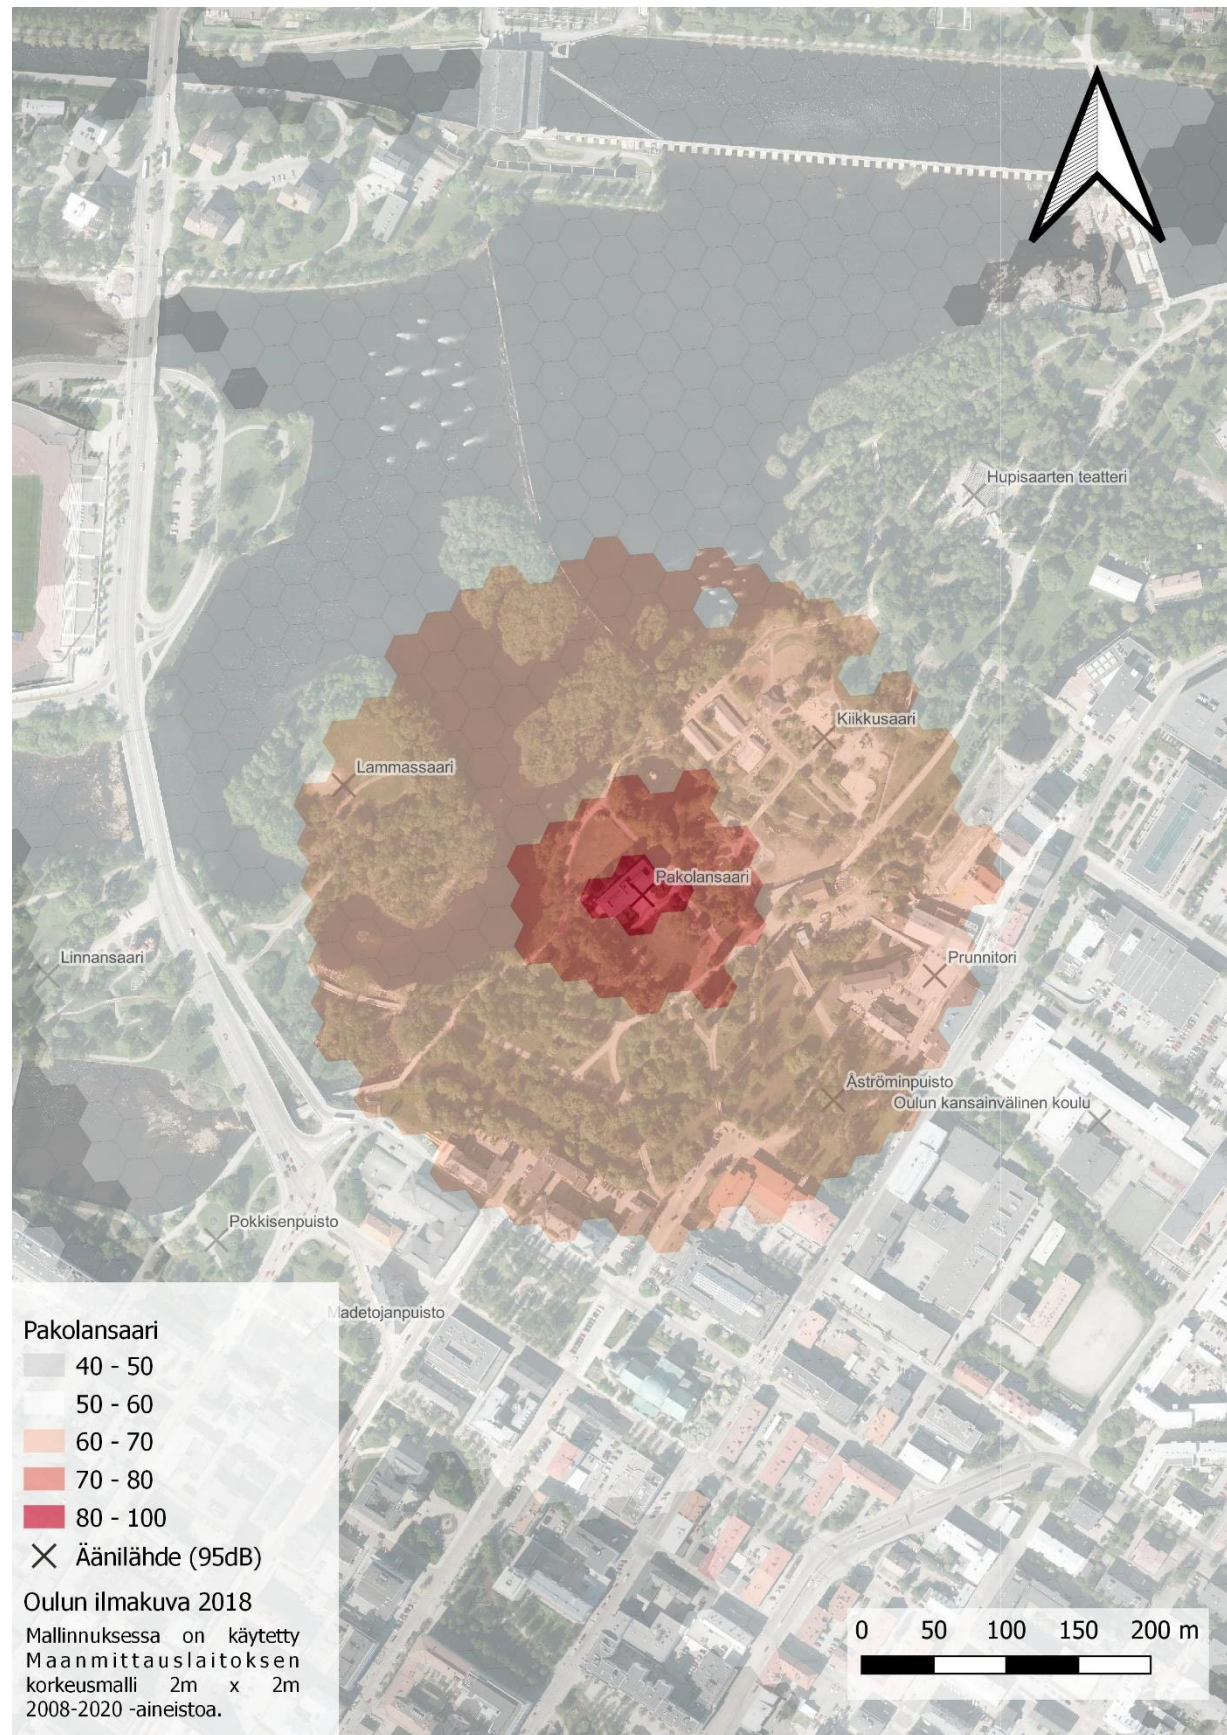 Hupisaarten teatteri
Kiikkusaari
Lammassaari
Pakolansaari
Linnansaari
Prunnitori
Åströminpuisto
Oulun kansainvälinen koulu
Pokkisenpuisto
Madetojanpuisto
Pakolansaari
40 - 50
50 - 60
60 - 70
70 - 80
80 - 100
Äänilähde (95dB)
Oulun ilmakuva 2018
Mallinnuksessa on käytetty
Maanmittauslaitoksen
korkeusmalli 2m x 2m
2008-2020 -aineistoa.
0 50 100 150 200 m